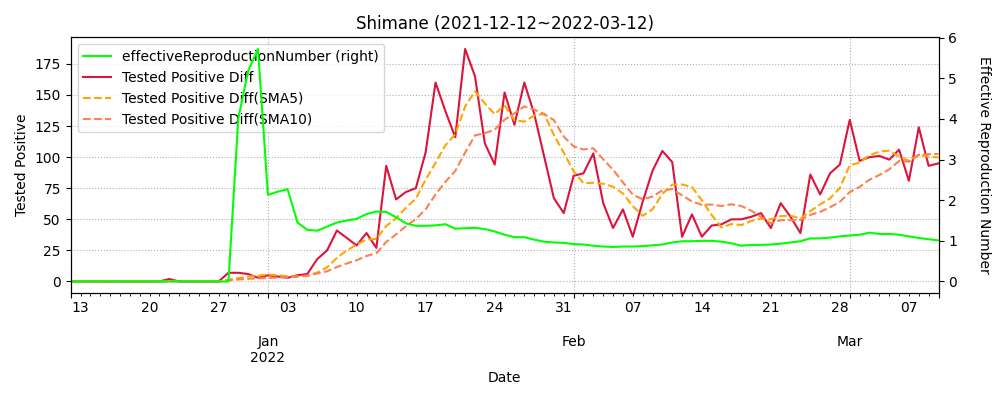 Shimane (2021-12-12~2022-03-12)
effectiveReproductionNumber (right)
Tested Positive Diff
Tested Positive Diff(SMA5)
Tested Positive Diff(SMA10)
Tested Positive
175
150
125
100
75
50
25
0
6
5
4
3
2
1
0
Effective Reproduction Number
13 20 27 03 10 17 24 31 07 14 21 28 07
Jan Feb Mar
2022
Date